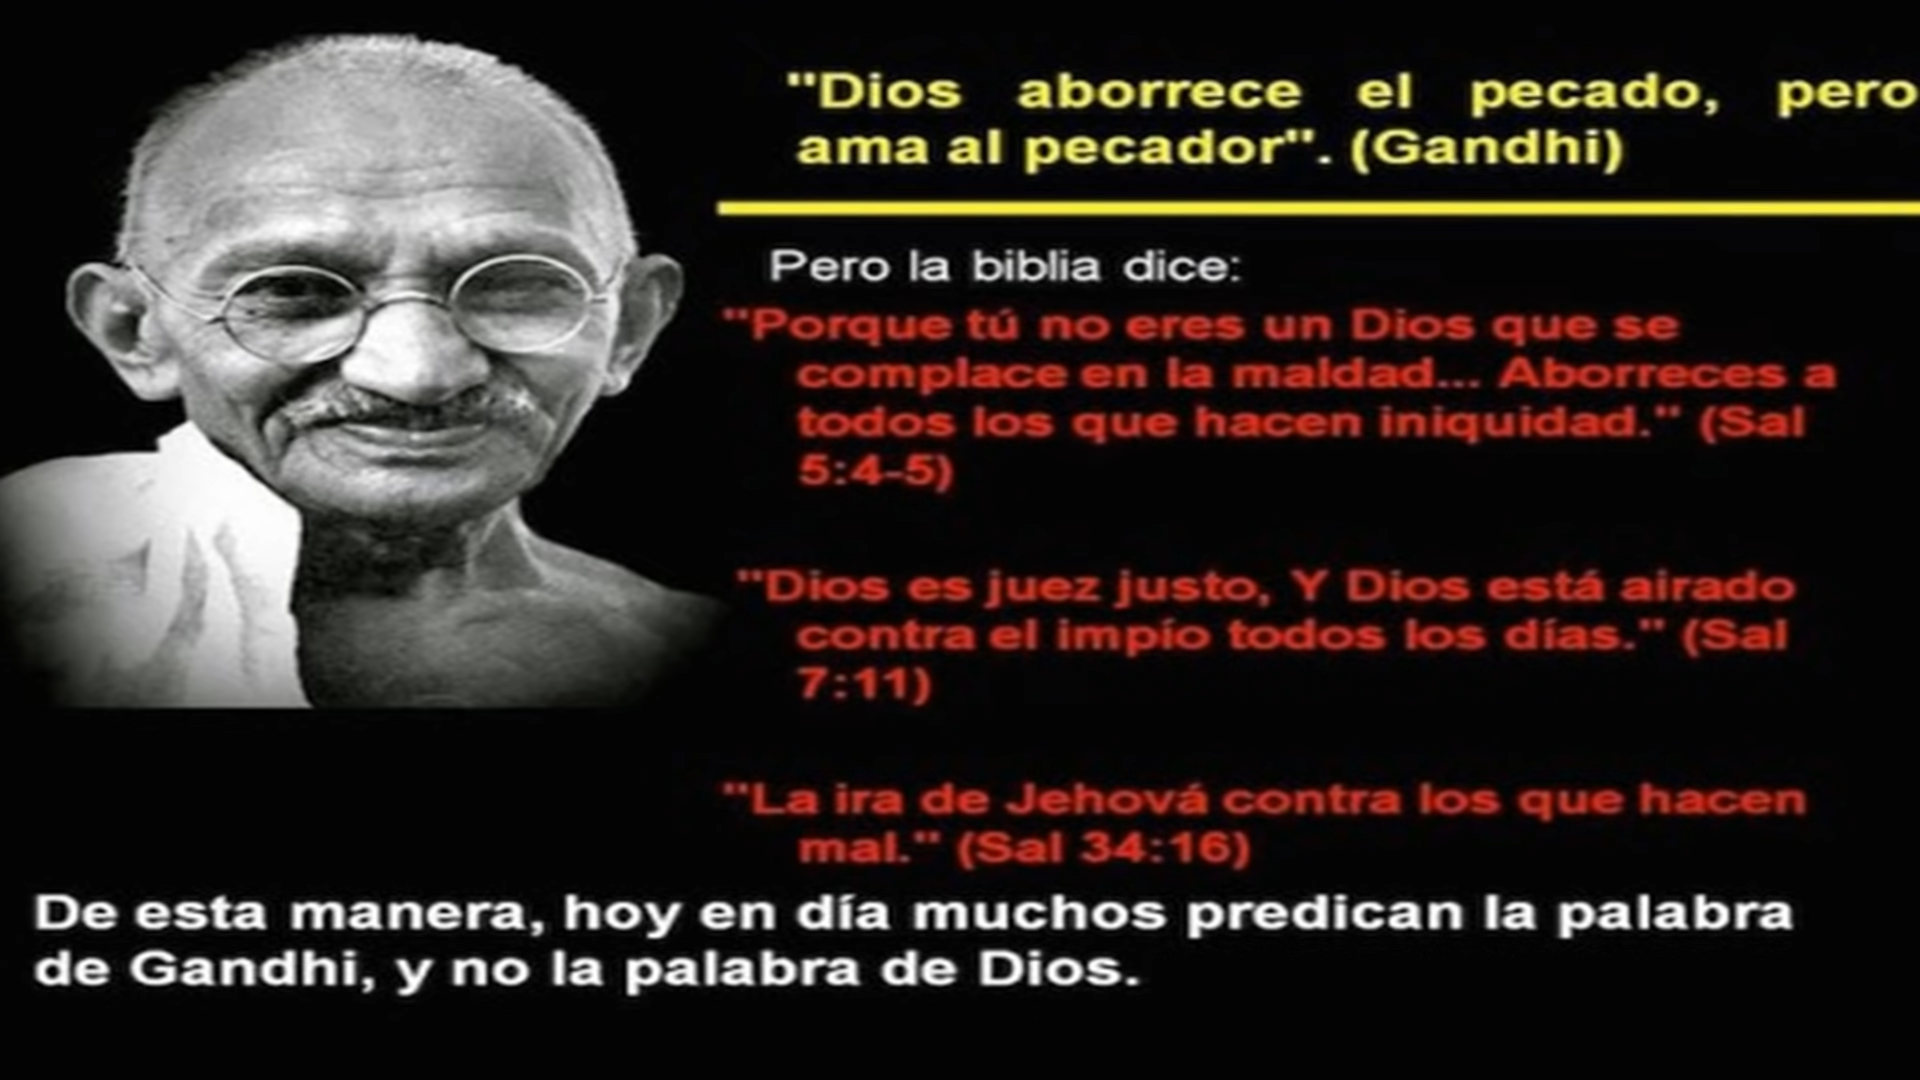 "Dios aborrece el pecado, pero
ama al pecador". (Gandhi)
Pero la biblia dice:
"Porque tú no eres un Dios que se
complace en la maldad... Aborreces a
todos los que hacen iniquidad." (Sal
5:4-5)
"Dios es juez justo, Y Dios está airado
contra el impío todos los días." (Sal
7:11)
"La ira de Jehová contra los que hacen
mal." (Sal 34:16)
De esta manera, hoy en día muchos predican la palabra
de Gandhi, y no la palabra de Dios.